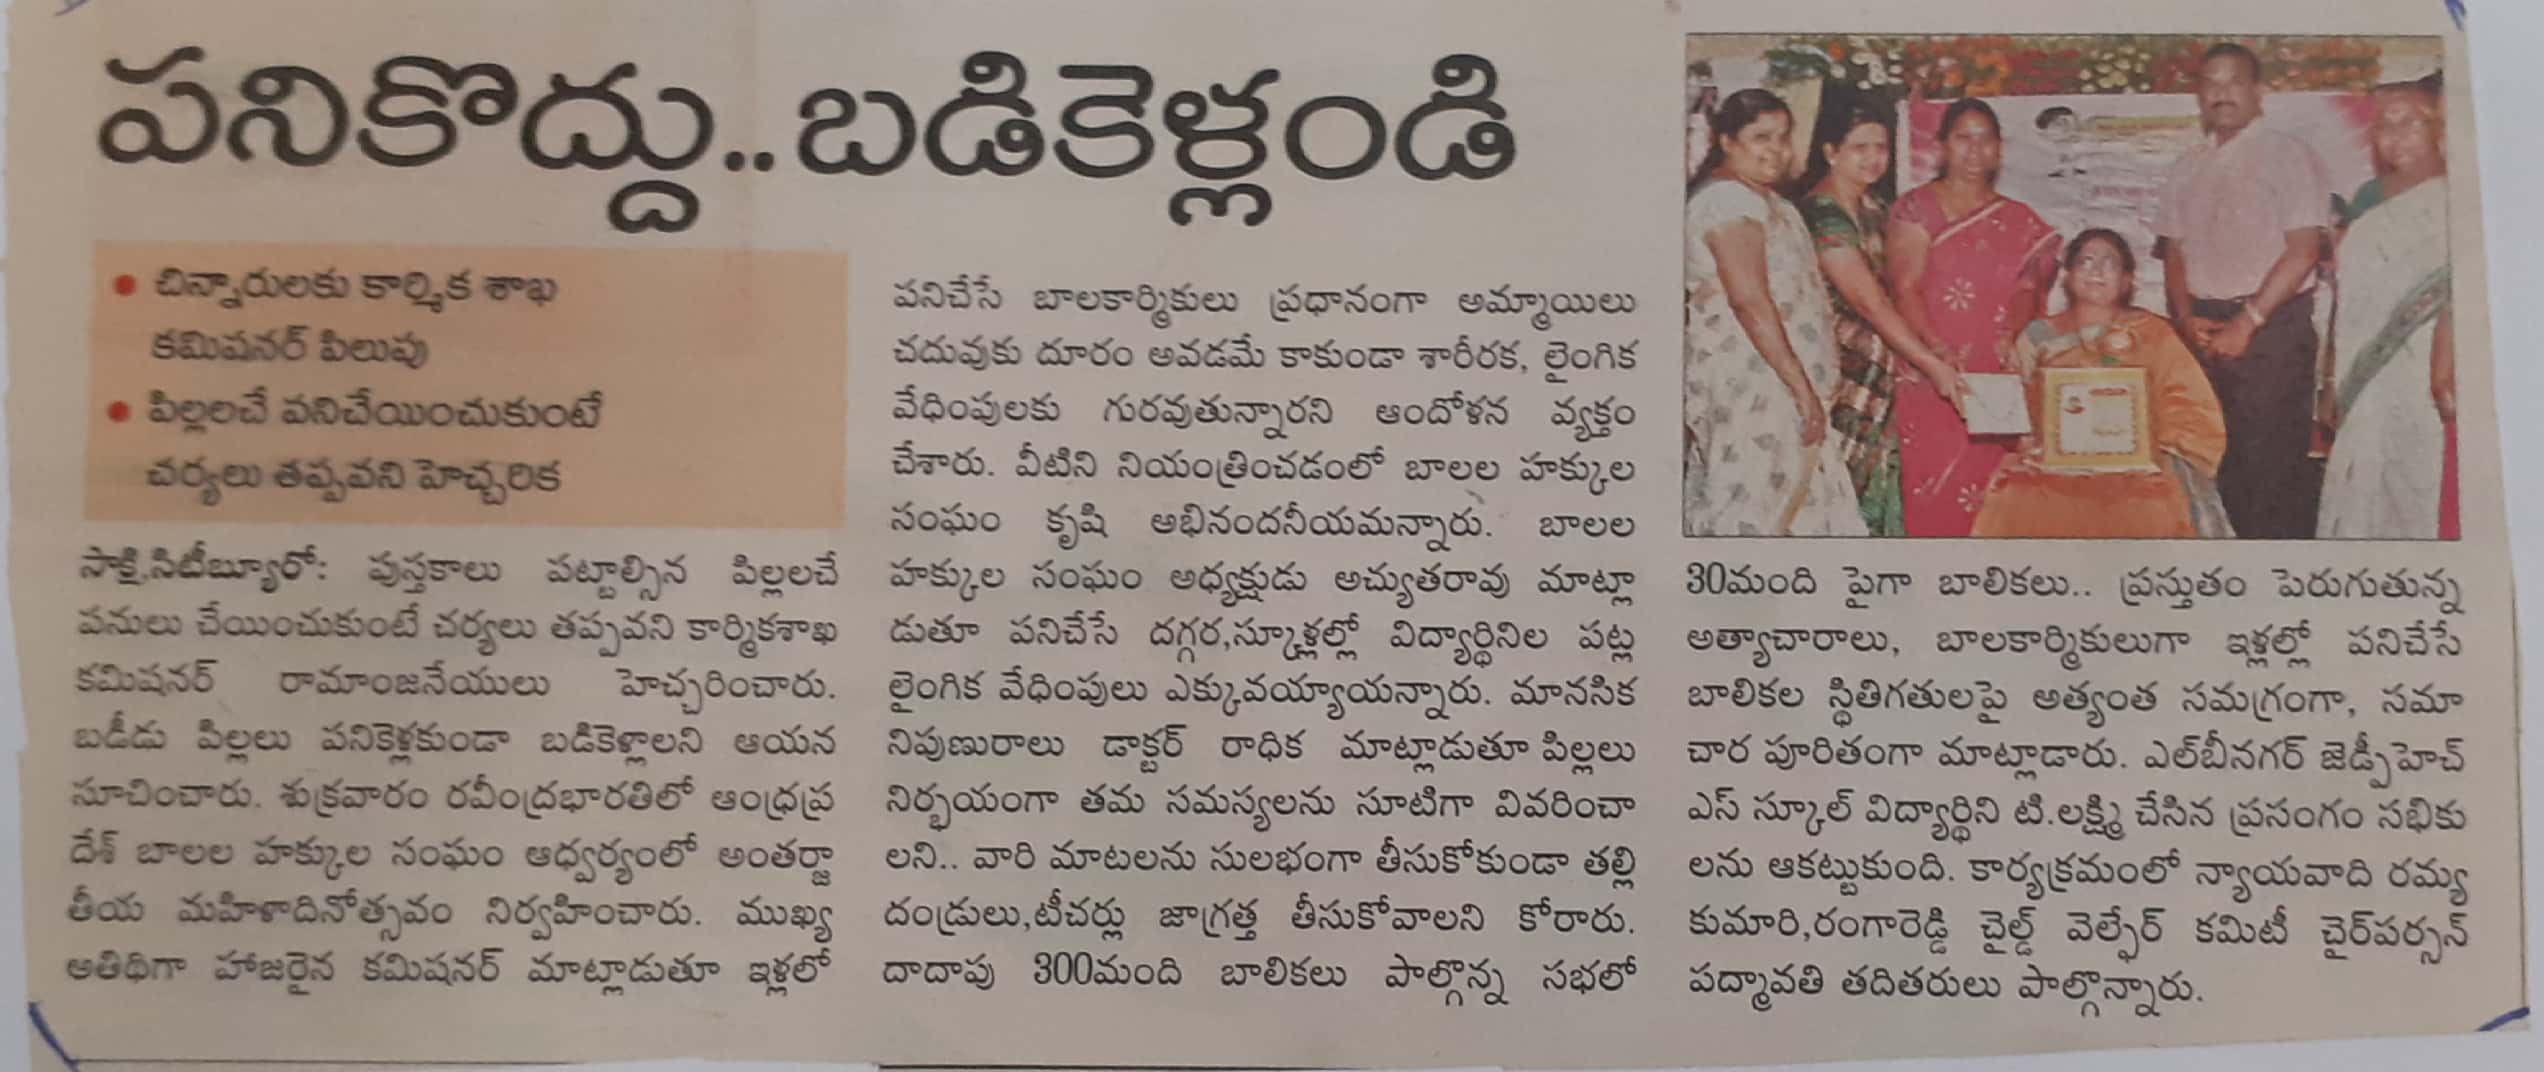 పనికొద్దు.. బడికెళ్లండి
• చిన్నారులకు కార్మిక శాఖ
కమిషనర్ పిలుపు
• పిల్లలచే పనిచేయించుకుంటే
చర్యలు తప్పవని హెచ్చరిక
సాక్షి,సిటీబ్యూరో: పుస్తకాలు పట్టాల్సిన పిల్లలచే
పనులు చేయించుకుంటే చర్యలు తప్పవని కార్మికశాఖ
కమిషనర్ రామాంజనేయులు హెచ్చరించారు.
బడీడు పిల్లలు పనికెళ్లకుండా బడికెళ్లాలని ఆయన
సూచించారు. శుక్రవారం రవీంద్రభారతిలో ఆంధ్రప్ర
దేశ్ బాలల హక్కుల సంఘం ఆధ్వర్యంలో అంతర్జా
తీయ మహిళాదినోత్సవం నిర్వహించారు. ముఖ్య
అతిథిగా హాజరైన కమిషనర్ మాట్లాడుతూ ఇళ్లలో
పనిచేసే బాలకార్మికులు ప్రధానంగా అమ్మాయిలు
చదువుకు దూరం అవడమే కాకుండా శారీరక, లైంగిక
వేధింపులకు గురవుతున్నారని ఆందోళన వ్యక్తం
చేశారు. వీటిని నియంత్రించడంలో బాలల హక్కుల
సంఘం కృషి అభినందనీయమన్నారు. బాలల
హక్కుల సంఘం అధ్యక్షుడు అచ్యుతరావు మాట్లా
డుతూ పనిచేసే దగ్గర,స్కూళ్లల్లో విద్యార్థినిల పట్ల
లైంగిక వేధింపులు ఎక్కువయ్యాయన్నారు. మానసిక
నిపుణురాలు డాక్టర్ రాధిక మాట్లాడుతూ పిల్లలు
నిర్భయంగా తమ సమస్యలను సూటిగా వివరించా
లని.. వారి మాటలను సులభంగా తీసుకోకుండా తల్లి
దండ్రులు,టీచర్లు జాగ్రత్త తీసుకోవాలని కోరారు.
దాదాపు 300మంది బాలికలు పాల్గొన్న సభలో
30మంది పైగా బాలికలు.. ప్రస్తుతం పెరుగుతున్న
అత్యాచారాలు, బాలకార్మికులుగా ఇళ్లల్లో పనిచేసే
బాలికల స్థితిగతులపై అత్యంత సమగ్రంగా, సమా
చార పూరితంగా మాట్లాడారు. ఎల్‌బీనగర్ జెడ్పీహెచ్
ఎస్ స్కూల్ విద్యార్థిని టి.లక్ష్మి చేసిన ప్రసంగం సభికు
లను ఆకట్టుకుంది. కార్యక్రమంలో న్యాయవాది రమ్య
కుమారి,రంగారెడ్డి చైల్డ్ వెల్ఫేర్ కమిటీ చైర్‌పర్సన్
పద్మావతి తదితరులు పాల్గొన్నారు.